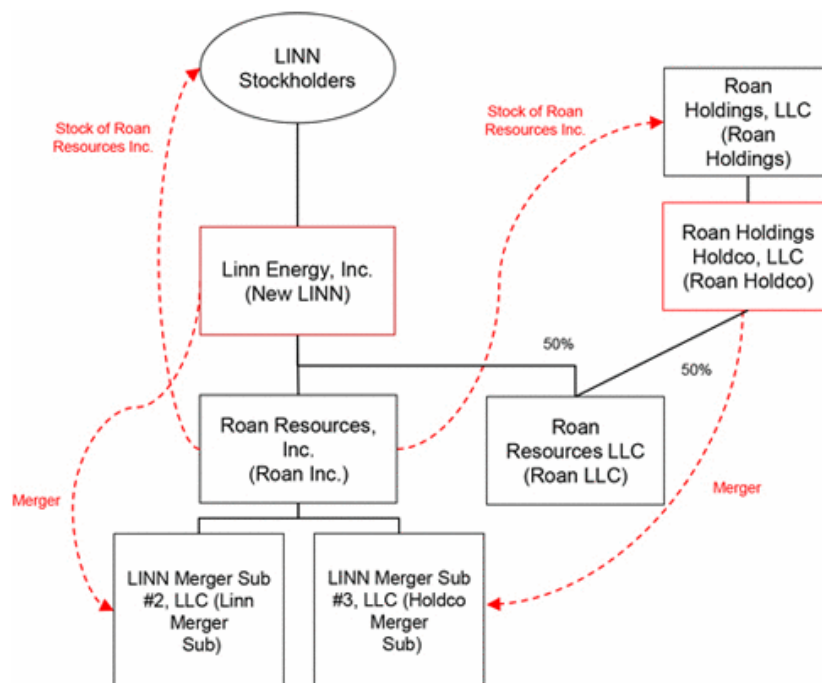 LINN
Stockholders
Stock of Roan
Resources Inc.
Stock of Roan
Resources Inc.
Roan
Holdings, LLC
(Roan
Holdings)
Linn Energy, Inc.
(New LINN)
Roan Holdings
Holdco, LLC
(Roan Holdco)
50%
50%
Roan Resources,
Inc.
(Roan Inc.)
Roan
Resources LLC
(Roan LLC)
Merger
Merger
LINN Merger Sub
#2, LLC (Linn
Merger
Sub)
LINN Merger Sub
#3, LLC (Holdco
Merger
Sub)